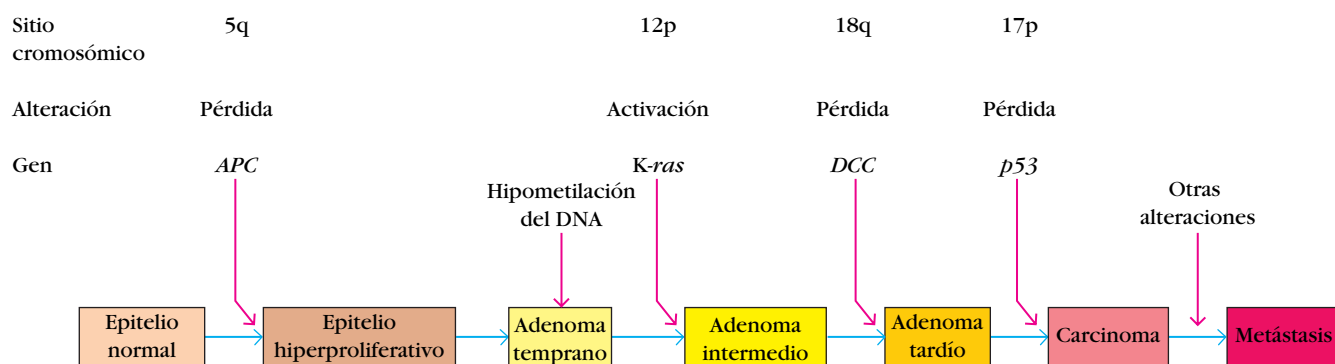 Sitio cromosómico 5q 12p 18q 17p
Alteración Pérdida Activación Pérdida Pérdida
Gen APC K-ras DCC p53
Hipometilación
del DNA
Otras
alteraciones
Epitelio
normal
Epitelio
hiperproliferativo
Adenoma
temprano
Adenoma
intermedio
Adenoma
tardío
Carcinoma
Metástasis